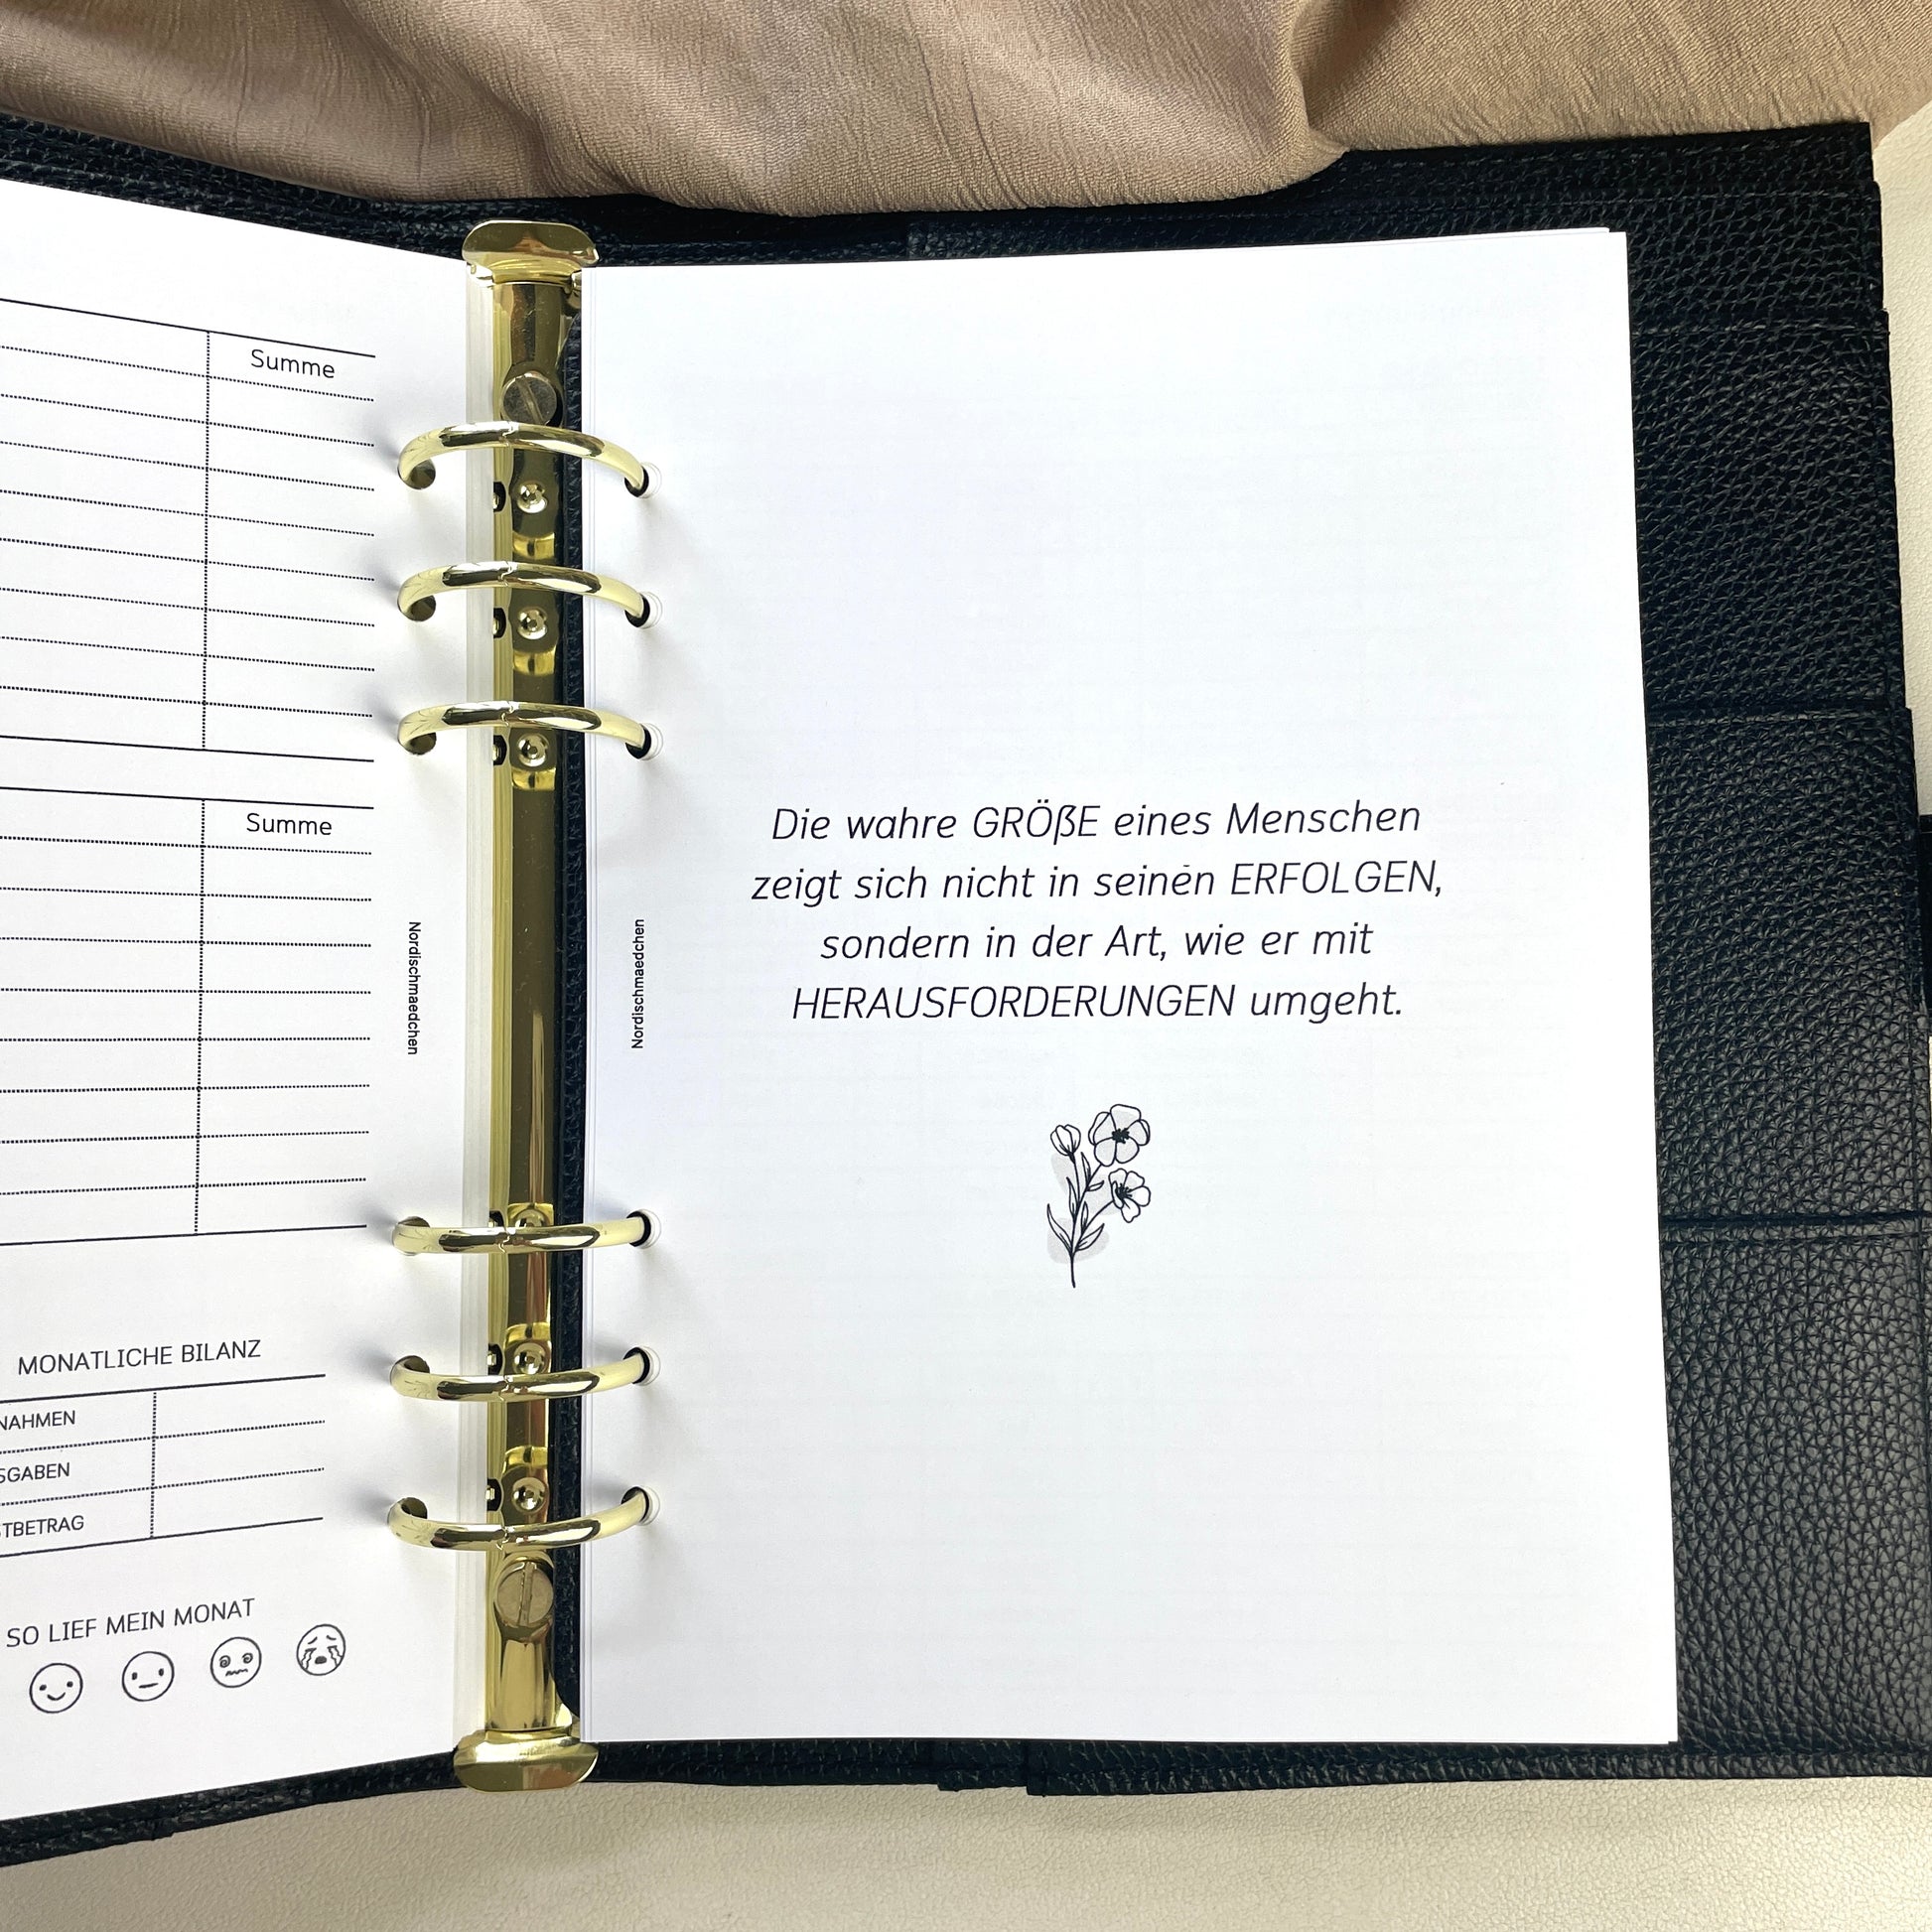 Summe
Summe
Nordischmaedchen
MONATLICHE BILANZ
NAHMEN
SGABEN
TBETRAG
SO LIEF MEIN MONAT
Nordischmaedchen
Die wahre GRÖßE eines Menschen
zeigt sich nicht in seinen ERFOLGEN,
sondern in der Art, wie er mit
HERAUSFORDERUNGEN umgeht.